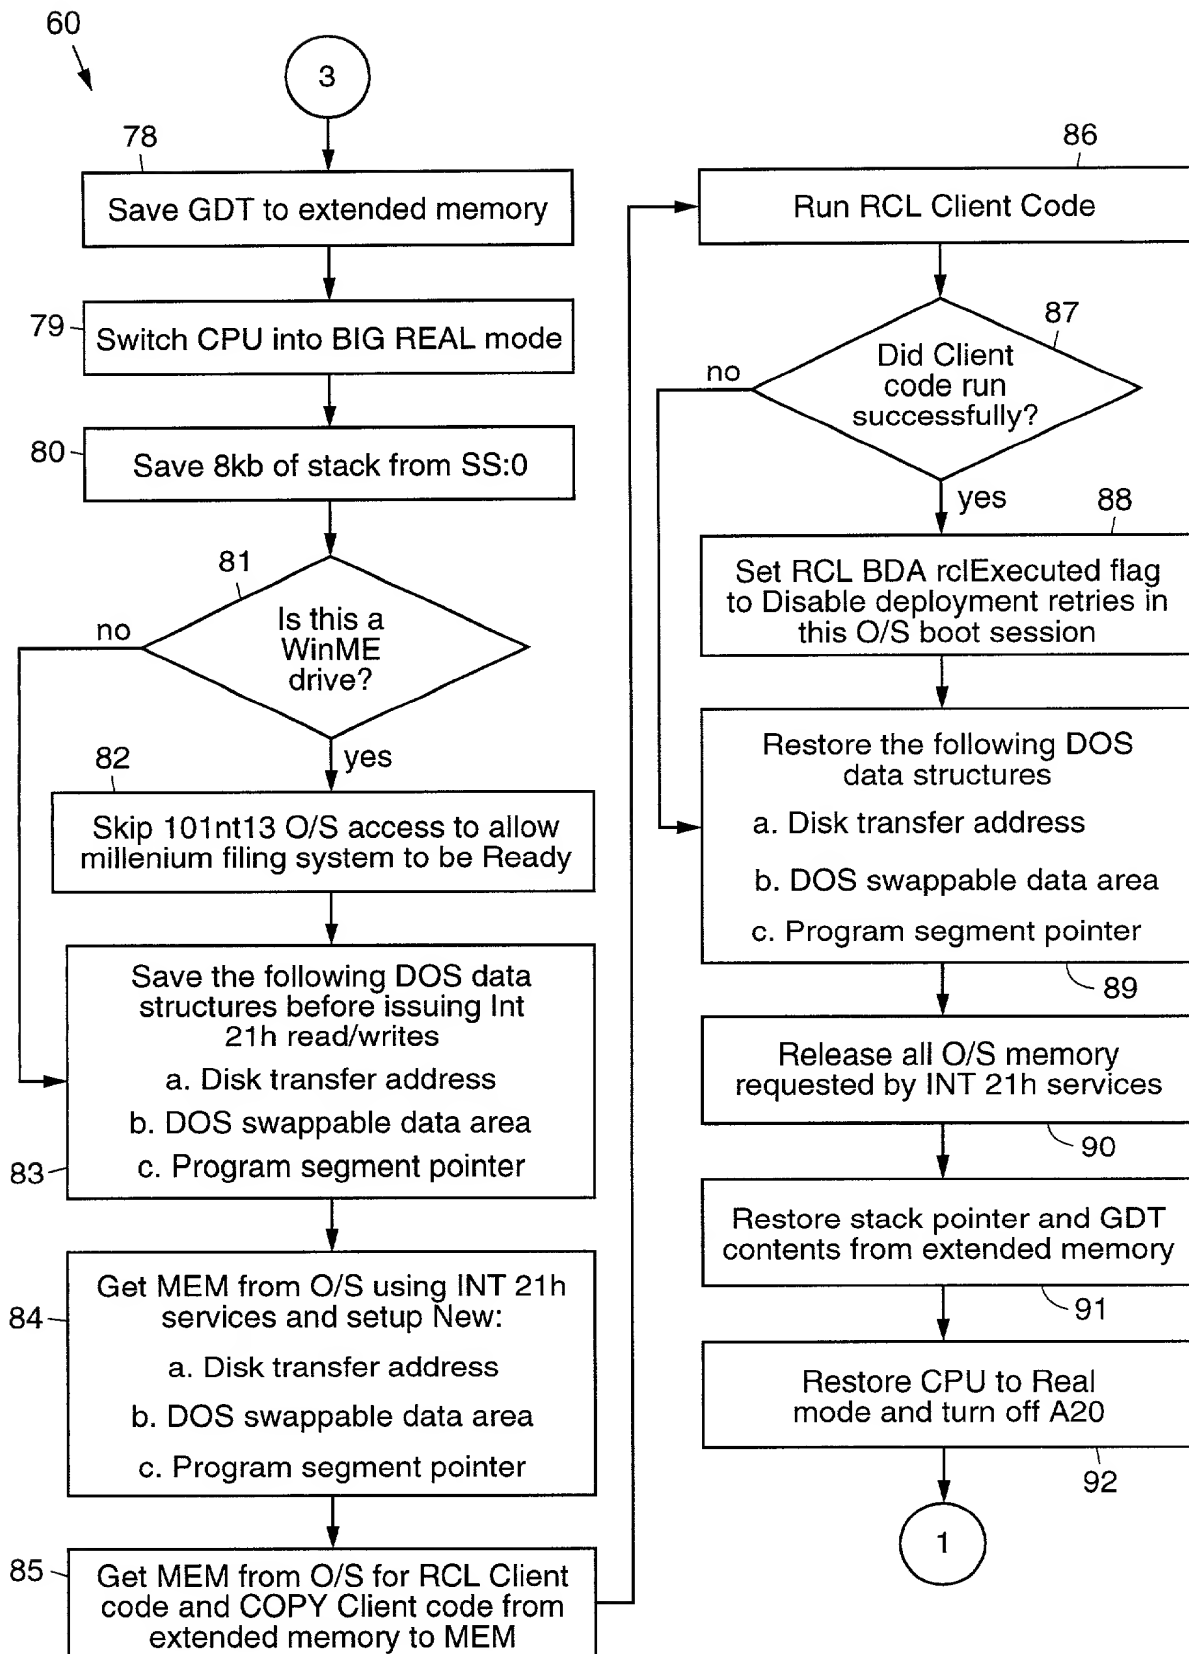 60
3
78
Save GDT to extended memory
79
Switch CPU into BIG REAL mode
80
Save 8kb of stack from SS:0
81
Is this a
WinME
drive?
no
yes
82
Skip 101nt13 O/S access to allow
millenium filing system to be Ready
Save the following DOS data
structures before issuing Int
21h read/writes
a. Disk transfer address
b. DOS swappable data area
c. Program segment pointer
83
Get MEM from O/S using INT 21h
services and setup New:
84
a. Disk transfer address
b. DOS swappable data area
c. Program segment pointer
85
Get MEM from O/S for RCL Client
code and COPY Client code from
extended memory to MEM
86
Run RCL Client Code
87
Did Client
code run
successfully?
no
yes
88
Set RCL BDA rclExecuted flag
to Disable deployment retries in
this O/S boot session
Restore the following DOS
data structures
a. Disk transfer address
b. DOS swappable data area
c. Program segment pointer
89
Release all O/S memory
requested by INT 21h services
90
Restore stack pointer and GDT
contents from extended memory
91
Restore CPU to Real
mode and turn off A20
92
1